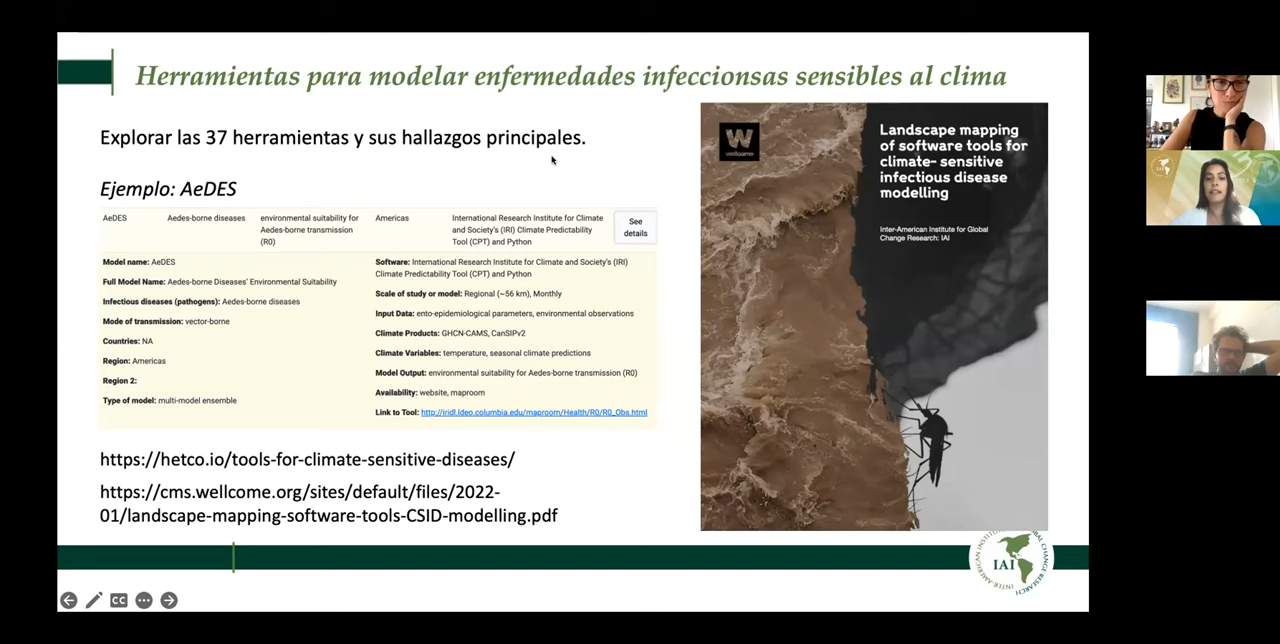 Herramientas para modelar enfermedades infeccionsas sensibles al clima
Explorar las 37 herramientas y sus hallazgos principales.
Ejemplo: AeDES
AeDES
Aedes-borne diseases
environmental suitability for
Aedes-borne transmission
(R0)
Americas
International Research Institute for Climate
and Society's (IRI) Climate Predictability
Tool (CPT) and Python
See
details
Model name: AeDES
Full Model Name: Aedes-borne Diseases' Environmental Suitability
Infectious diseases (pathogens): Aedes-borne diseases
Mode of transmission: vector-borne
Countries: NA
Region: Americas
Region 2:
Type of model: multi-model ensemble
Software: International Research Institute for Climate and Society's (IRI)
Climate Predictability Tool (CPT) and Python
Scale of study or model: Regional (~56 km), Monthly
Input Data: ento-epidemiological parameters, environmental observations
Climate Products: GHCN-CAMS, CanSIPv2
Climate Variables: temperature, seasonal climate predictions
Model Output: environmental suitability for Aedes-borne transmission (R0)
Availability: website, maproom
Link to Tool: http://iridl.ldeo.columbia.edu/maproom/Health/R0/R0_Obs.html
https://hetco.io/tools-for-climate-sensitive-diseases/
https://cms.wellcome.org/sites/default/files/2022-
01/landscape-mapping-software-tools-CSID-modelling.pdf
W
wellcome
Landscape mapping
of software tools for
climate- sensitive
infectious disease
modelling
Inter-American Institute for Global
Change Research: IAI
IAI
CC